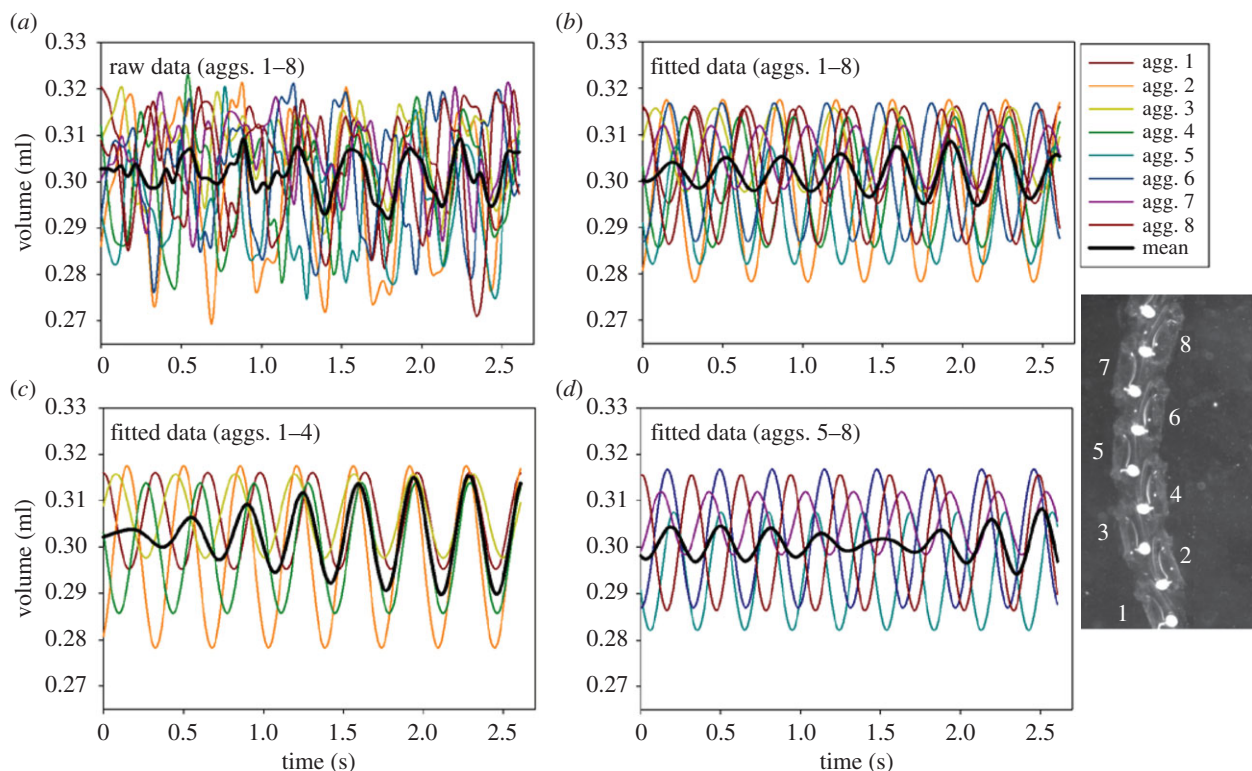 (a)
0.33
raw data (aggs. 1–8)
0.32
0.31
0.30
0.29
0.28
0.27
volume (ml)
0 0.5 1.0 1.5 2.0 2.5
(b)
0.33
fitted data (aggs. 1–8)
0.32
0.31
0.30
0.29
0.28
0.27
0 0.5 1.0 1.5 2.0 2.5
agg. 1
agg. 2
agg. 3
agg. 4
agg. 5
agg. 6
agg. 7
agg. 8
mean
(c)
0.33
fitted data (aggs. 1–4)
0.32
0.31
0.30
0.29
0.28
0.27
volume (ml)
0 0.5 1.0 1.5 2.0 2.5
time (s)
(d)
0.33
fitted data (aggs. 5–8)
0.32
0.31
0.30
0.29
0.28
0.27
0 0.5 1.0 1.5 2.0 2.5
time (s)
8
7
6
5
4
3
2
1